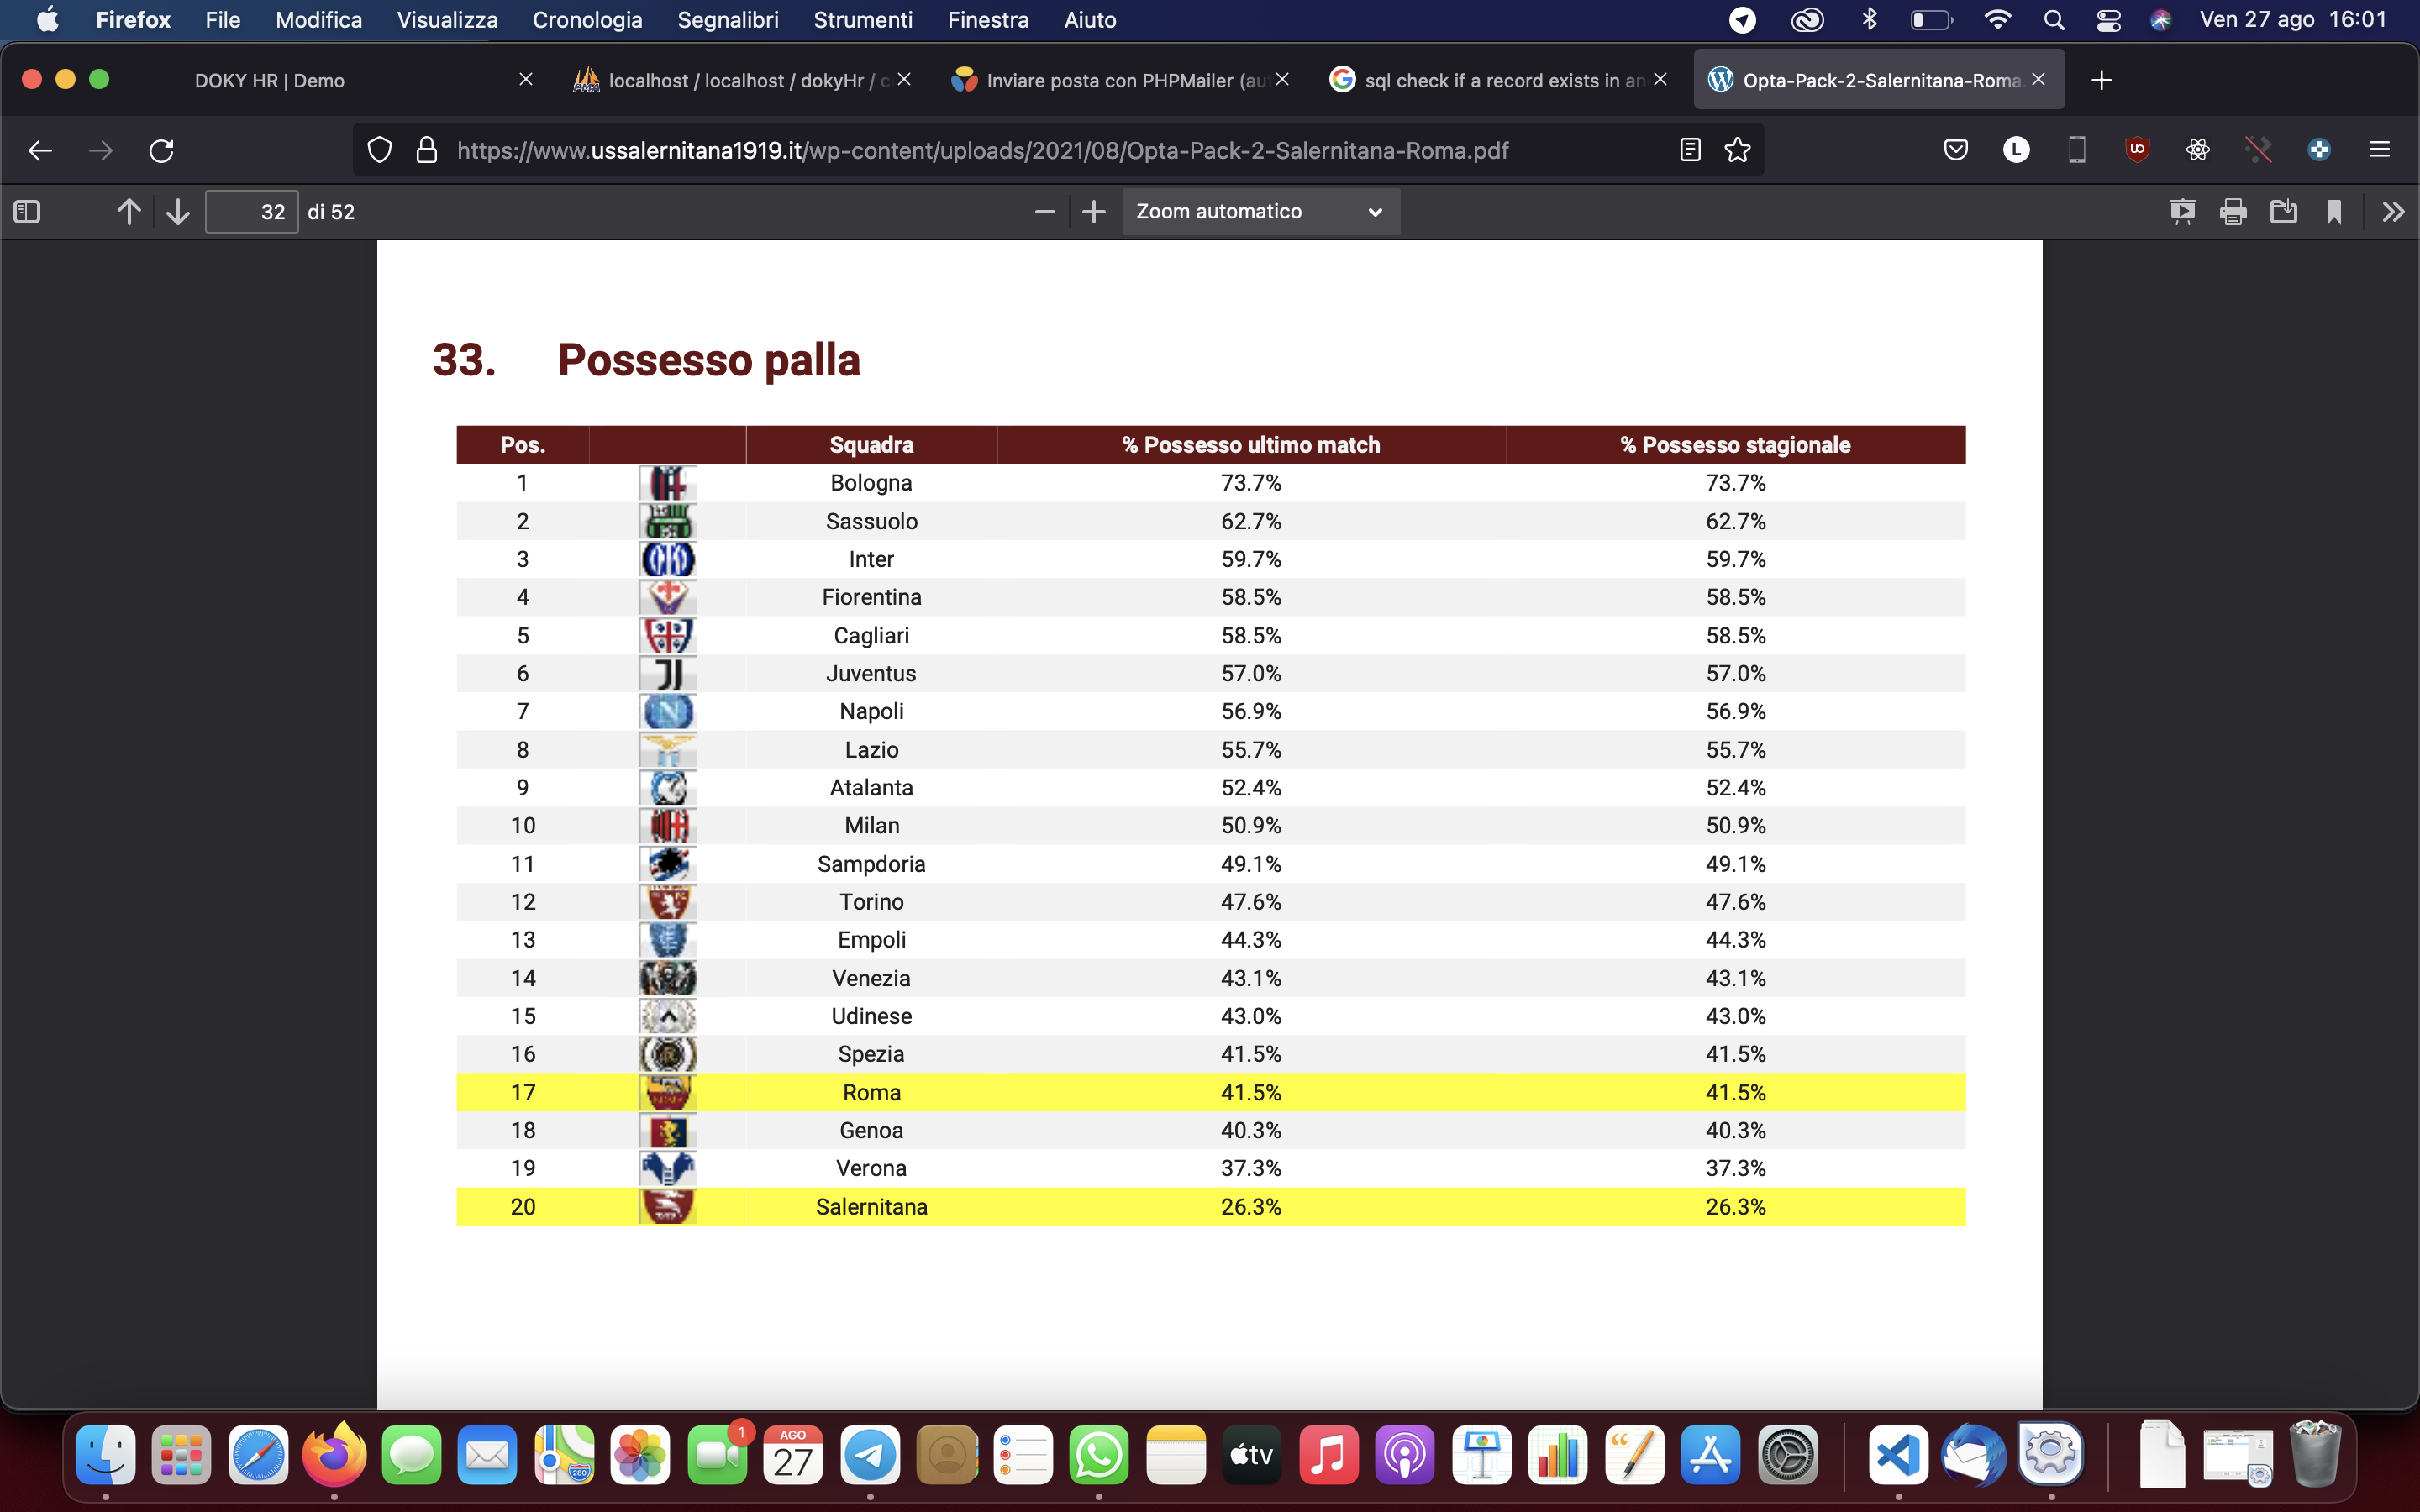 Firefox File Modifica Visualizza Cronologia Segnalibri Strumenti Finestra Aiuto Ven 27 ago 16:01
DOKY HR | Demo localhost / localhost / dokyHr / c Inviare posta con PHPMailer (au sql check if a record exists in an Opta-Pack-2-Salernitana-Roma.
https://www.ussalernitana1919.it/wp-content/uploads/2021/08/Opta-Pack-2-Salernitana-Roma.pdf L
32 di 52 Zoom automatico
33. Possesso palla
Pos. Squadra % Possesso ultimo match % Possesso stagionale
1 Bologna 73.7% 73.7%
2 Sassuolo 62.7% 62.7%
3 Inter 59.7% 59.7%
4 Fiorentina 58.5% 58.5%
5 Cagliari 58.5% 58.5%
6 Juventus 57.0% 57.0%
7 Napoli 56.9% 56.9%
8 Lazio 55.7% 55.7%
9 Atalanta 52.4% 52.4%
10 Milan 50.9% 50.9%
11 Sampdoria 49.1% 49.1%
12 Torino 47.6% 47.6%
13 Empoli 44.3% 44.3%
14 Venezia 43.1% 43.1%
15 Udinese 43.0% 43.0%
16 Spezia 41.5% 41.5%
17 Roma 41.5% 41.5%
18 Genoa 40.3% 40.3%
19 Verona 37.3% 37.3%
20 Salernitana 26.3% 26.3%
280 1 AGO 27 tv